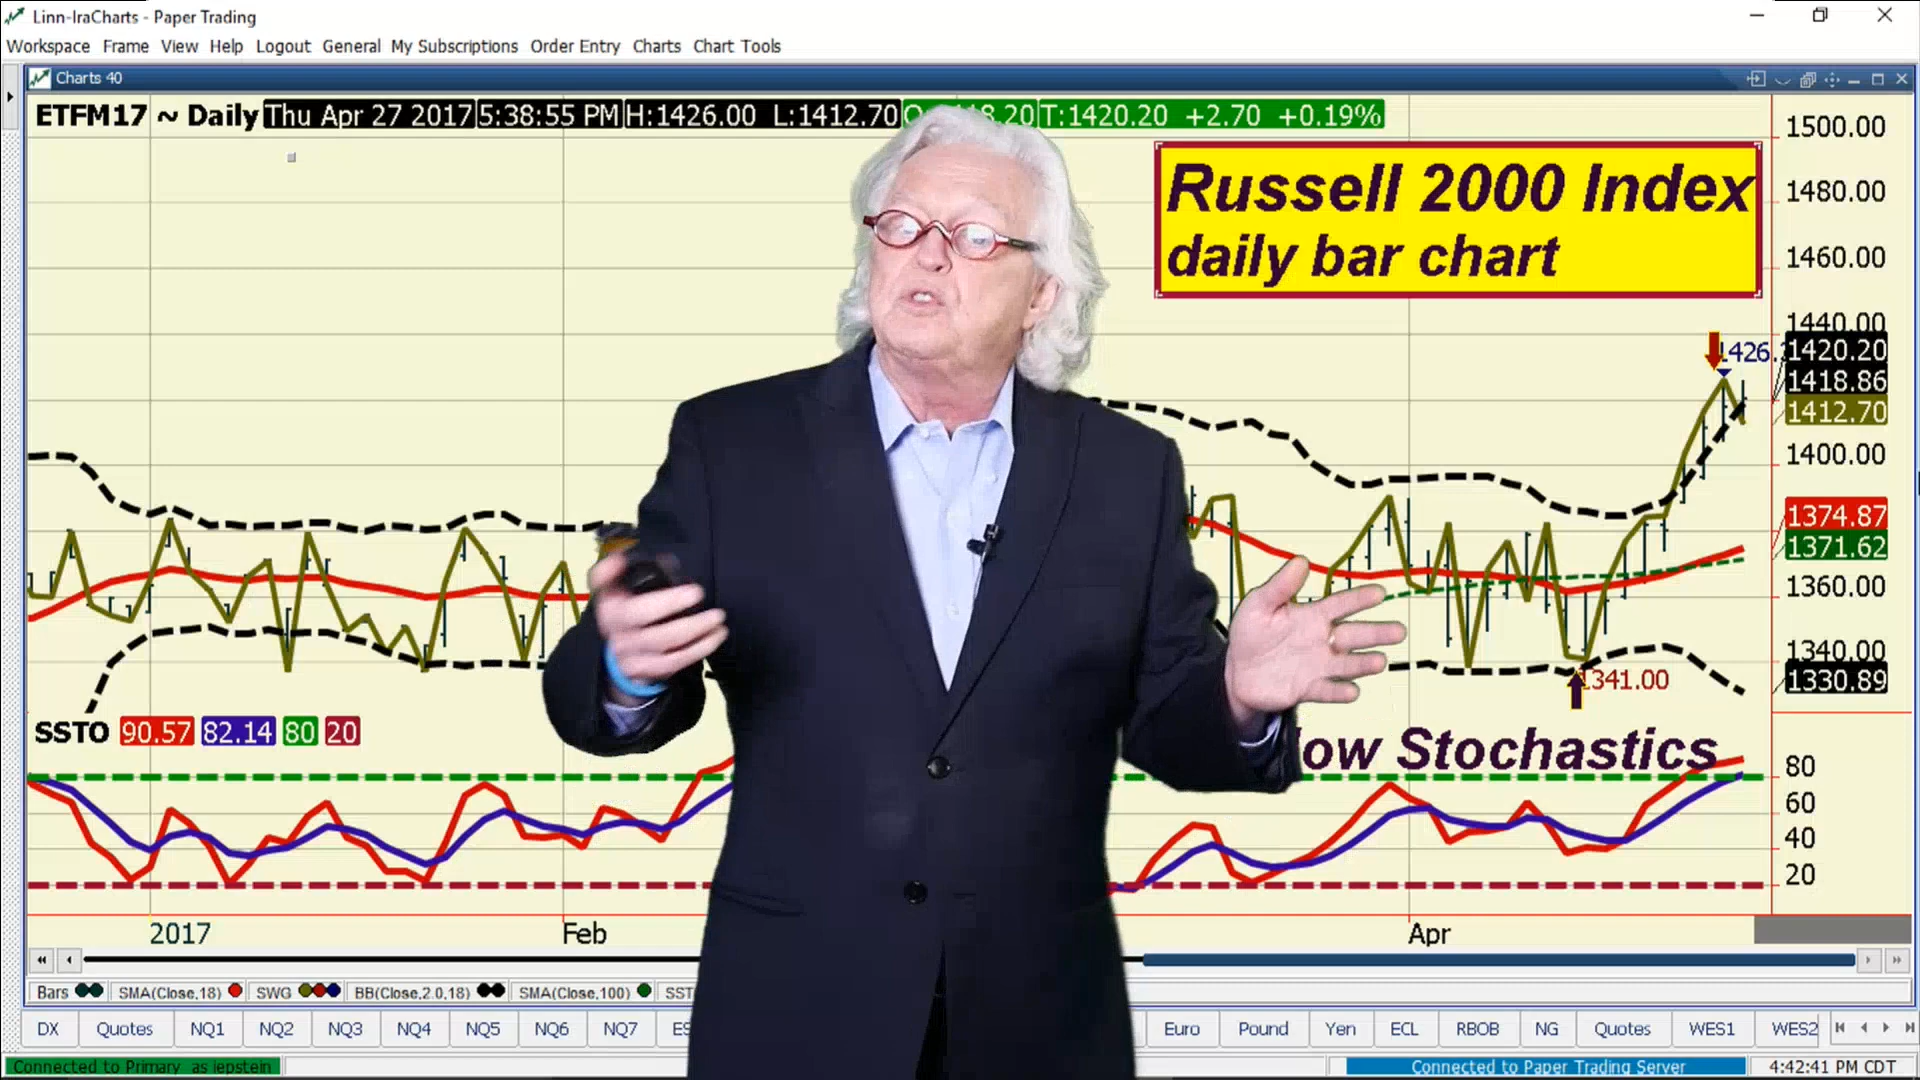 Linn-IraCharts - Paper Trading
Workspace Frame View Help Logout General My Subscriptions Order Entry Charts Chart Tools
Charts 40
ETFM17 ~ Daily Thu Apr 27 2017 5:38:55 PM H:1426.00 L:1412.70 8.20 T:1420.20 +2.70 +0.19%
Russell 2000 Index
daily bar chart
1500.00
1480.00
1460.00
1440.00
1426.
1420.20
1418.86
1412.70
1400.00
1374.87
1371.62
1360.00
1340.00
1341.00
1330.89
SSTO 90.57 82.14 80 20
low Stochastics
80
60
40
20
2017 Feb Apr
Bars SMA(Close,18) SWG BB(Close,2.0,18) SMA(Close,100) SST
DX Quotes NQ1 NQ2 NQ3 NQ4 NQ5 NQ6 NQ7 ES Euro Pound Yen ECL RBOB NG Quotes WES1 WES2
Connected to Primary as iepstein Connected to Paper Trading Server 4:42:41 PM CDT